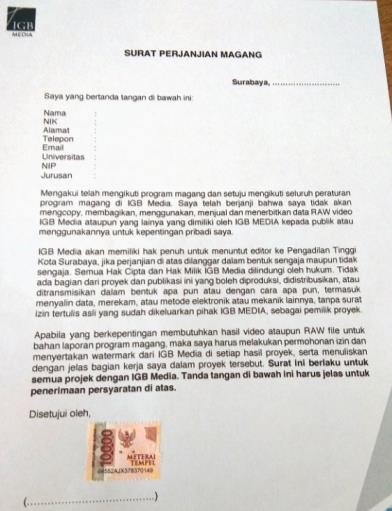 IGB
MEDIA
SURAT PERJANJIAN MAGANG
Surabaya, ............................
Saya yang bertanda tangan di bawah ini:
Nama :
NIK :
Alamat :
Telepon :
Email :
Universitas :
NIP :
Jurusan :
Mengakui telah mengikuti program magang dan setuju mengikuti seluruh peraturan
program magang di IGB Media. Saya telah berjanji bahwa saya tidak akan
mengcopy, membagikan, menggunakan, menjual dan menerbitkan data RAW video
IGB Media ataupun yang lainya yang dimiliki oleh IGB MEDIA kepada publik atau
menggunakannya untuk kepentingan pribadi saya.
IGB Media akan memiliki hak penuh untuk menuntut editor ke Pengadilan Tinggi
Kota Surabaya, jika perjanjian di atas dilanggar dalam bentuk sengaja maupun tidak
sengaja. Semua Hak Cipta dan Hak Milik IGB Media dilindungi oleh hukum. Tidak
ada bagian dari proyek dan publikasi ini yang boleh diproduksi, didistribusikan, atau
ditransmisikan dalam bentuk apa pun atau dengan cara apa pun, termasuk
menyalin data, merekam, atau metode elektronik atau mekanik lainnya, tanpa surat
izin tertulis asli yang sudah dikeluarkan pihak IGB MEDIA, sebagai pemilik proyek.
Apabila yang berkepentingan membutuhkan hasil video ataupun RAW file untuk
bahan laporan program magang, maka saya harus melakukan permohonan izin dan
menyertakan watermark dari IGB Media di setiap hasil proyek, serta menuliskan
dengan jelas bagian kerja saya dalam proyek tersebut. Surat ini berlaku untuk
semua projek dengan IGB Media. Tanda tangan di bawah ini harus jelas untuk
penerimaan persyaratan di atas.
Disetujui oleh,
10000
METERAI
TEMPEL
(......................................)